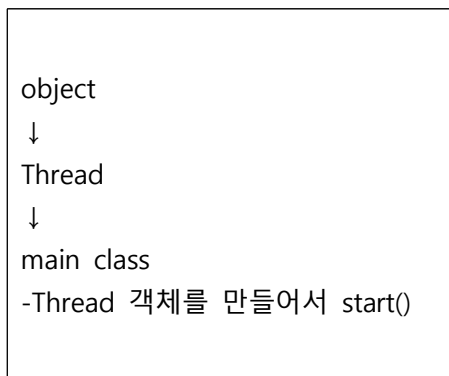 object
↓
Thread
↓
main class
-Thread 객체를 만들어서 start()